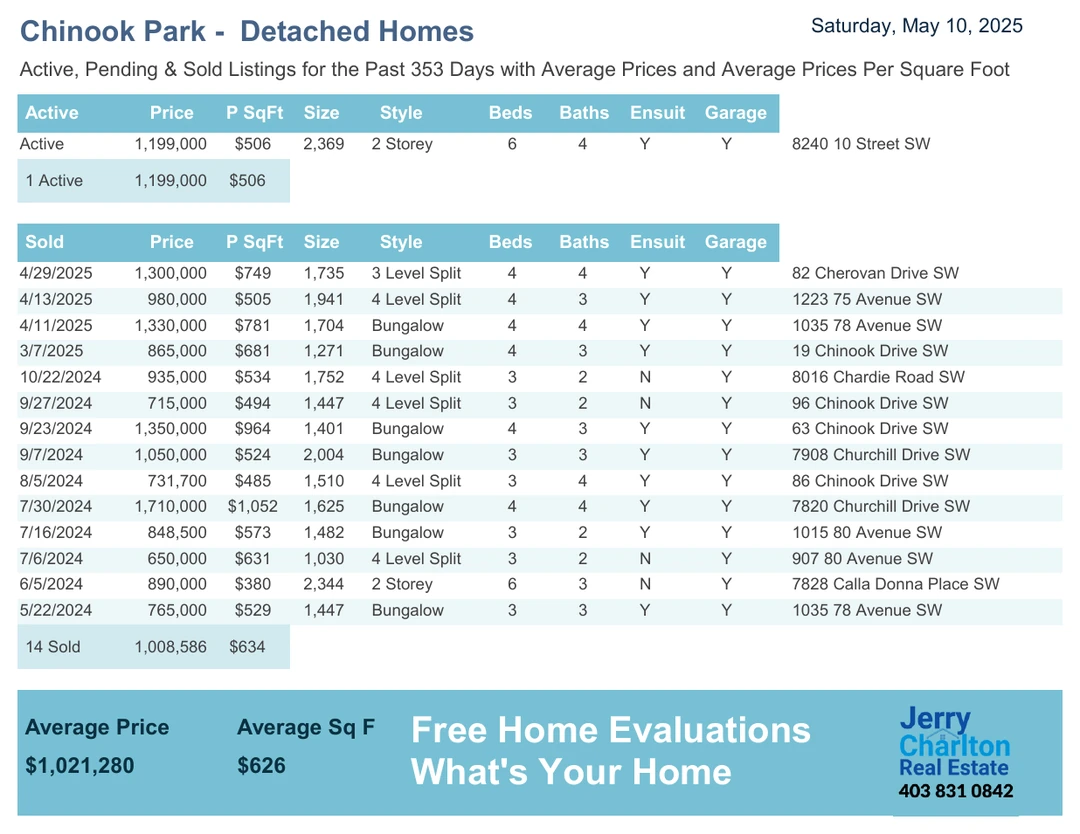 Chinook Park - Detached Homes
Saturday, May 10, 2025
Active, Pending & Sold Listings for the Past 353 Days with Average Prices and Average Prices Per Square Foot
Active Price P SqFt Size Style Beds Baths Ensuit Garage
Active 1,199,000 $506 2,369 2 Storey 6 4 Y Y 8240 10 Street SW
1 Active 1,199,000 $506
Sold Price P SqFt Size Style Beds Baths Ensuit Garage
4/29/2025 1,300,000 $749 1,735 3 Level Split 4 4 Y Y 82 Cherovan Drive SW
4/13/2025 980,000 $505 1,941 4 Level Split 4 3 Y Y 1223 75 Avenue SW
4/11/2025 1,330,000 $781 1,704 Bungalow 4 4 Y Y 1035 78 Avenue SW
3/7/2025 865,000 $681 1,271 Bungalow 4 3 Y Y 19 Chinook Drive SW
10/22/2024 935,000 $534 1,752 4 Level Split 3 2 N Y 8016 Chardie Road SW
9/27/2024 715,000 $494 1,447 4 Level Split 3 2 N Y 96 Chinook Drive SW
9/23/2024 1,350,000 $964 1,401 Bungalow 4 3 Y Y 63 Chinook Drive SW
9/7/2024 1,050,000 $524 2,004 Bungalow 3 3 Y Y 7908 Churchill Drive SW
8/5/2024 731,700 $485 1,510 4 Level Split 3 4 Y Y 86 Chinook Drive SW
7/30/2024 1,710,000 $1,052 1,625 Bungalow 4 4 Y Y 7820 Churchill Drive SW
7/16/2024 848,500 $573 1,482 Bungalow 3 2 Y Y 1015 80 Avenue SW
7/6/2024 650,000 $631 1,030 4 Level Split 3 2 N Y 907 80 Avenue SW
6/5/2024 890,000 $380 2,344 2 Storey 6 3 N Y 7828 Calla Donna Place SW
5/22/2024 765,000 $529 1,447 Bungalow 3 3 Y Y 1035 78 Avenue SW
14 Sold 1,008,586 $634
Average Price Average Sq F
$1,021,280 $626
Free Home Evaluations
What's Your Home
Jerry
Charlton
Real Estate
403 831 0842